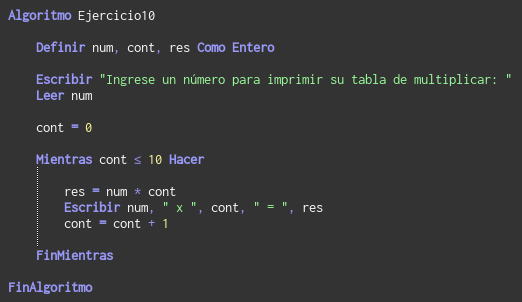 Algoritmo Ejercicio10
Definir num, cont, res Como Entero
Escribir "Ingrese un número para imprimir su tabla de multiplicar: "
Leer num
cont = 0
Mientras cont ≤ 10 Hacer
res = num * cont
Escribir num, " x ", cont, " = ", res
cont = cont + 1
FinMientras
FinAlgoritmo